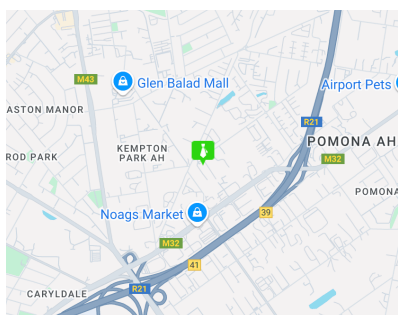 M43
Glen Balad Mall
Airport Pets
ASTON MANOR
R21
POMONA AH
KEMPTON
PARK AH
ROD PARK
M32
POMONA
Noags Market
39
M32
41
R21
CARYLDALE